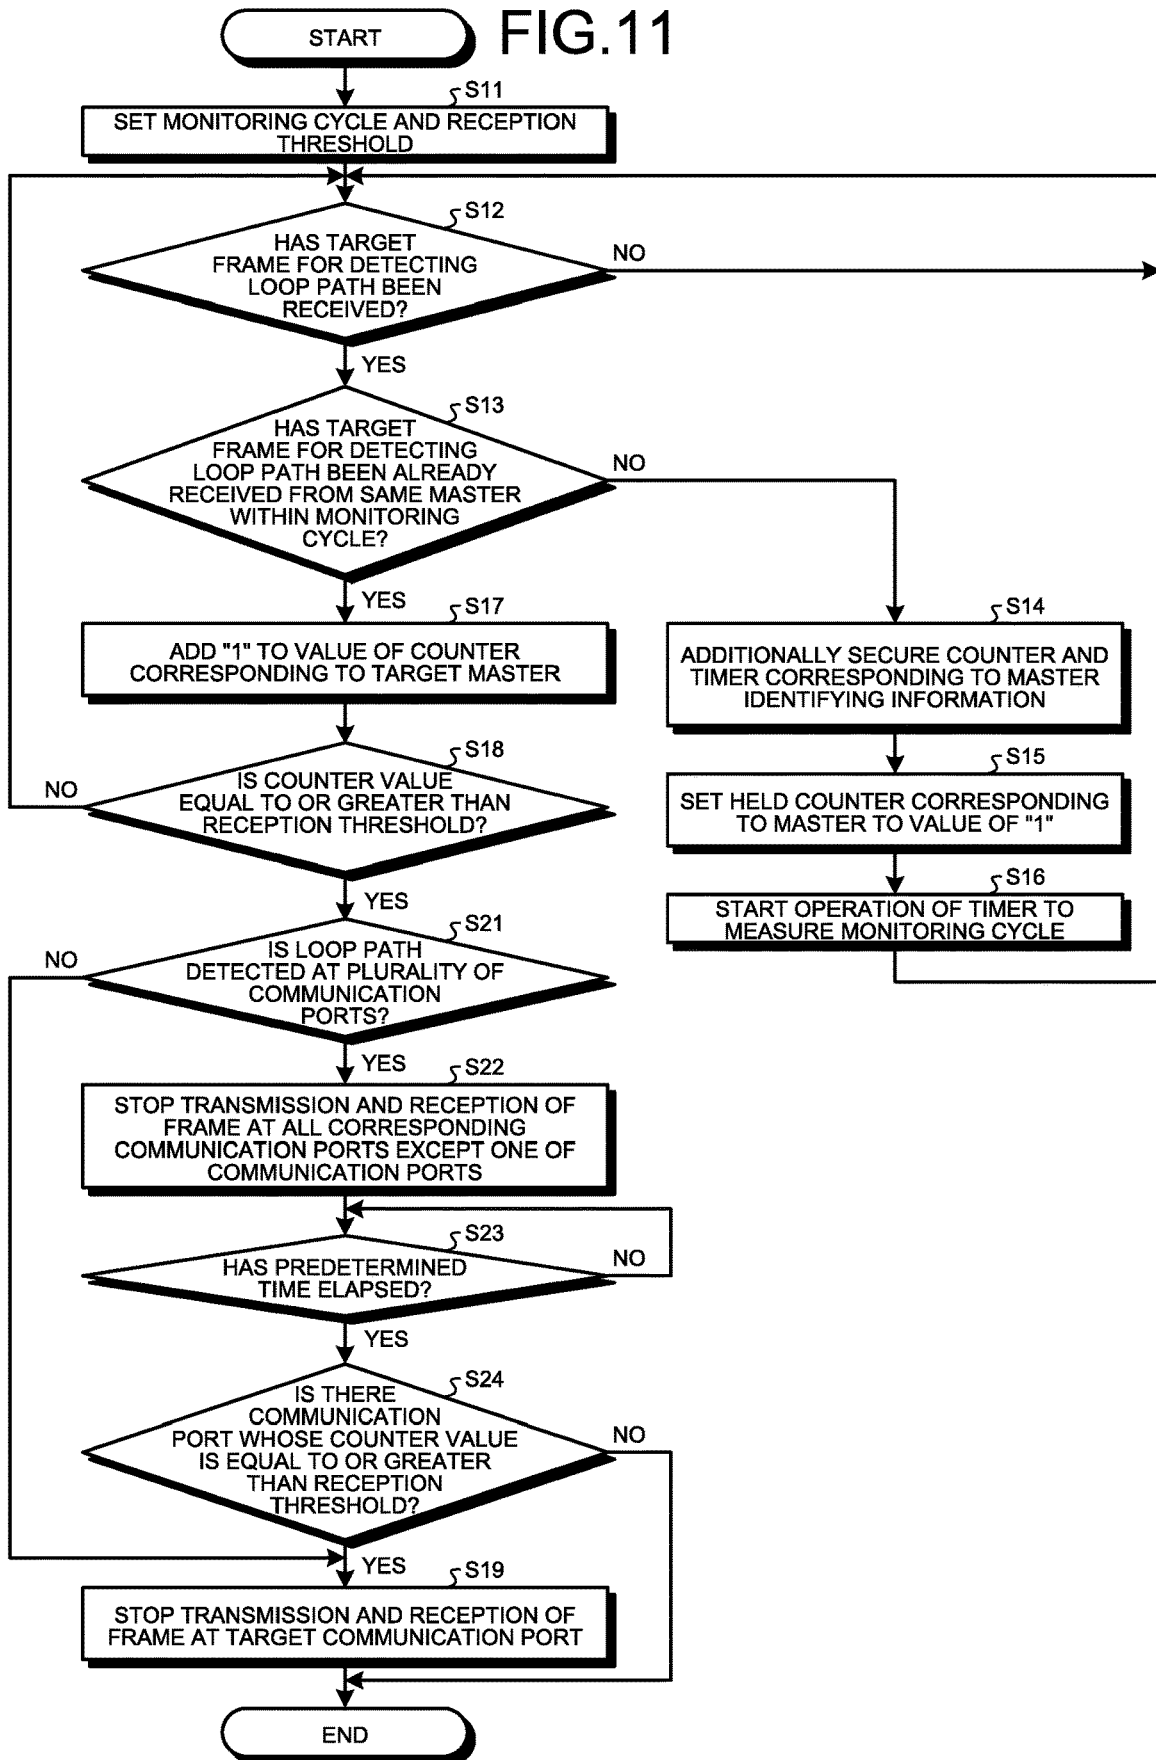 FIG.11
START
S11
SET MONITORING CYCLE AND RECEPTION
THRESHOLD
S12
HAS TARGET
FRAME FOR DETECTING
LOOP PATH BEEN
RECEIVED?
NO
YES
S13
HAS TARGET
FRAME FOR DETECTING
LOOP PATH BEEN ALREADY
RECEIVED FROM SAME MASTER
WITHIN MONITORING
CYCLE?
NO
YES
S17
ADD "1" TO VALUE OF COUNTER
CORRESPONDING TO TARGET MASTER
S14
ADDITIONALLY SECURE COUNTER AND
TIMER CORRESPONDING TO MASTER
IDENTIFYING INFORMATION
S18
IS COUNTER VALUE
EQUAL TO OR GREATER THAN
RECEPTION THRESHOLD?
NO
YES
S15
SET HELD COUNTER CORRESPONDING
TO MASTER TO VALUE OF "1"
S16
START OPERATION OF TIMER TO
MEASURE MONITORING CYCLE
S21
IS LOOP PATH
DETECTED AT PLURALITY OF
COMMUNICATION
PORTS?
NO
YES
S22
STOP TRANSMISSION AND RECEPTION OF
FRAME AT ALL CORRESPONDING
COMMUNICATION PORTS EXCEPT ONE OF
COMMUNICATION PORTS
S23
HAS PREDETERMINED
TIME ELAPSED?
NO
YES
S24
IS THERE
COMMUNICATION
PORT WHOSE COUNTER VALUE
IS EQUAL TO OR GREATER
THAN RECEPTION
THRESHOLD?
NO
YES
S19
STOP TRANSMISSION AND RECEPTION OF
FRAME AT TARGET COMMUNICATION PORT
END